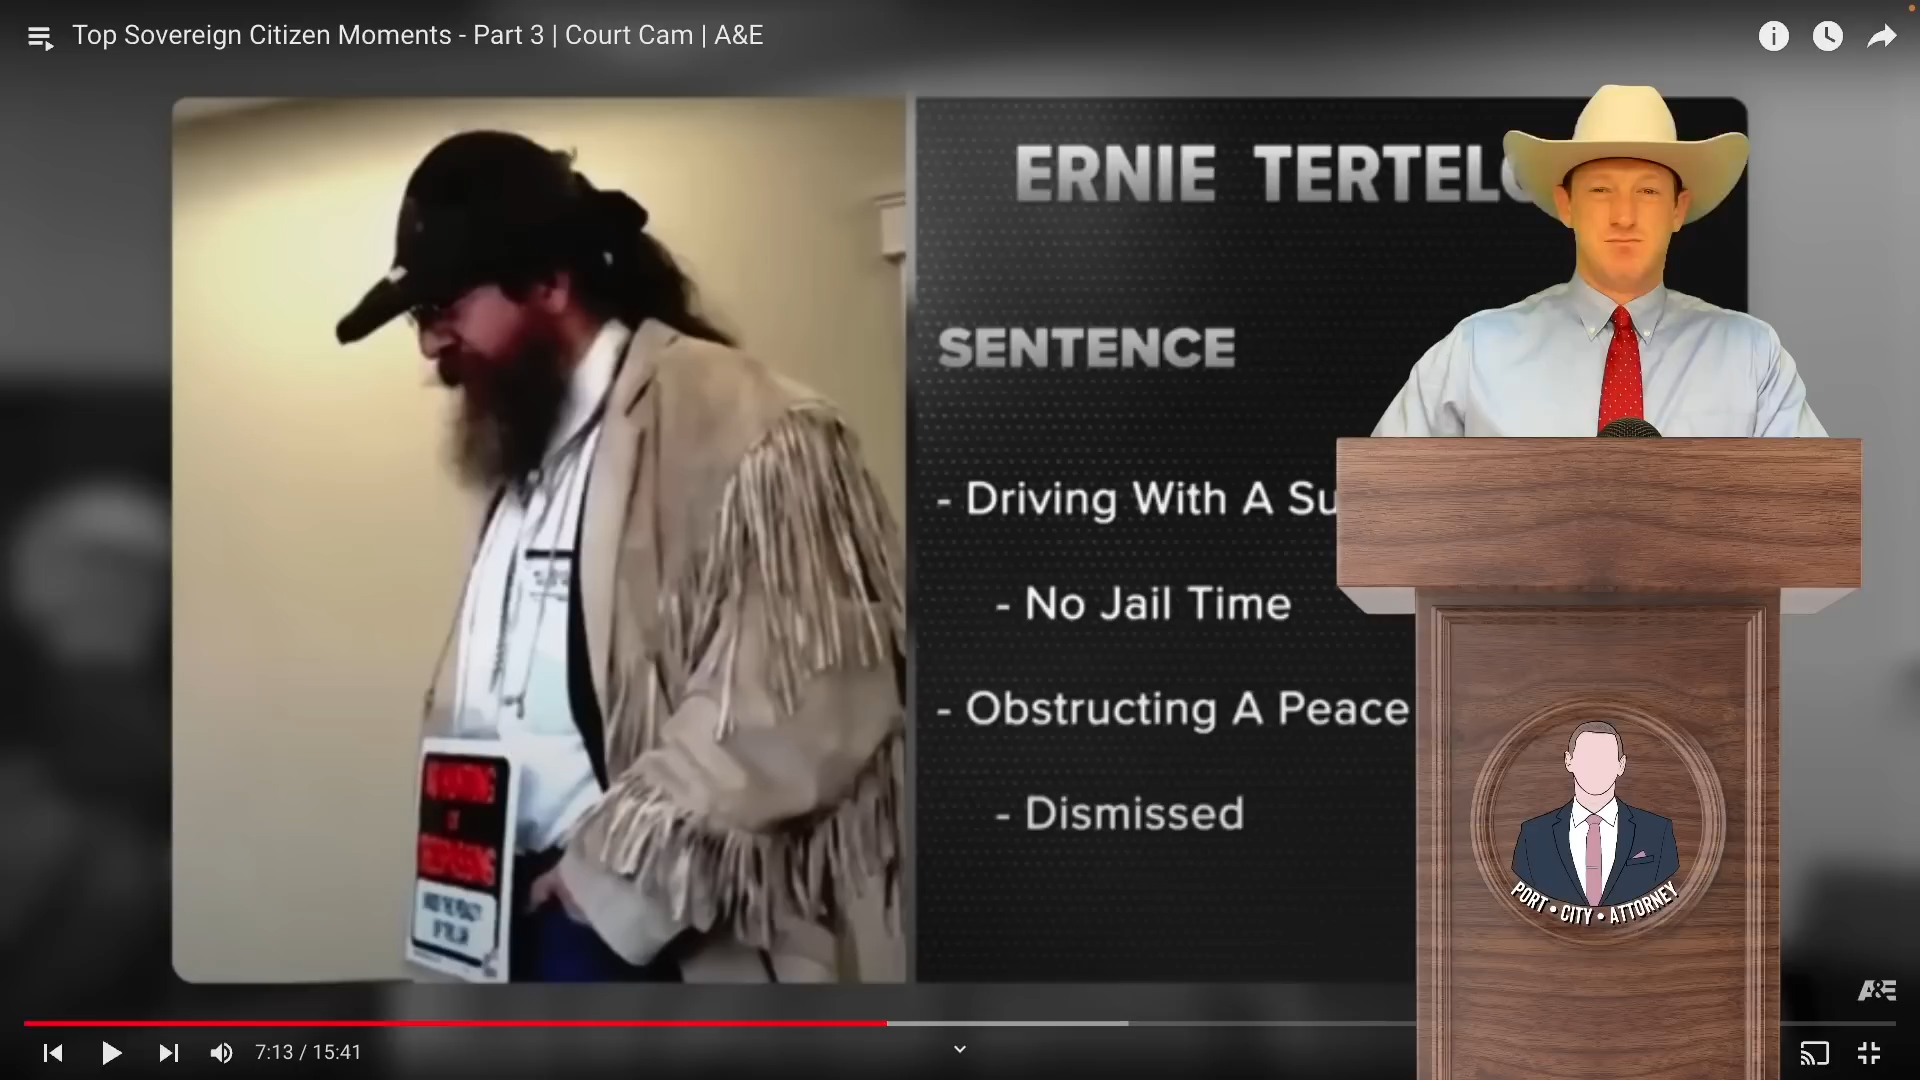 Top Sovereign Citizen Moments - Part 3 | Court Cam | A&E
ERNIE TERTEL
SENTENCE
- Driving With A Su
- No Jail Time
- Obstructing A Peace
- Dismissed
PORT • CITY • ATTORNEY
A&E
7:13 / 15:41